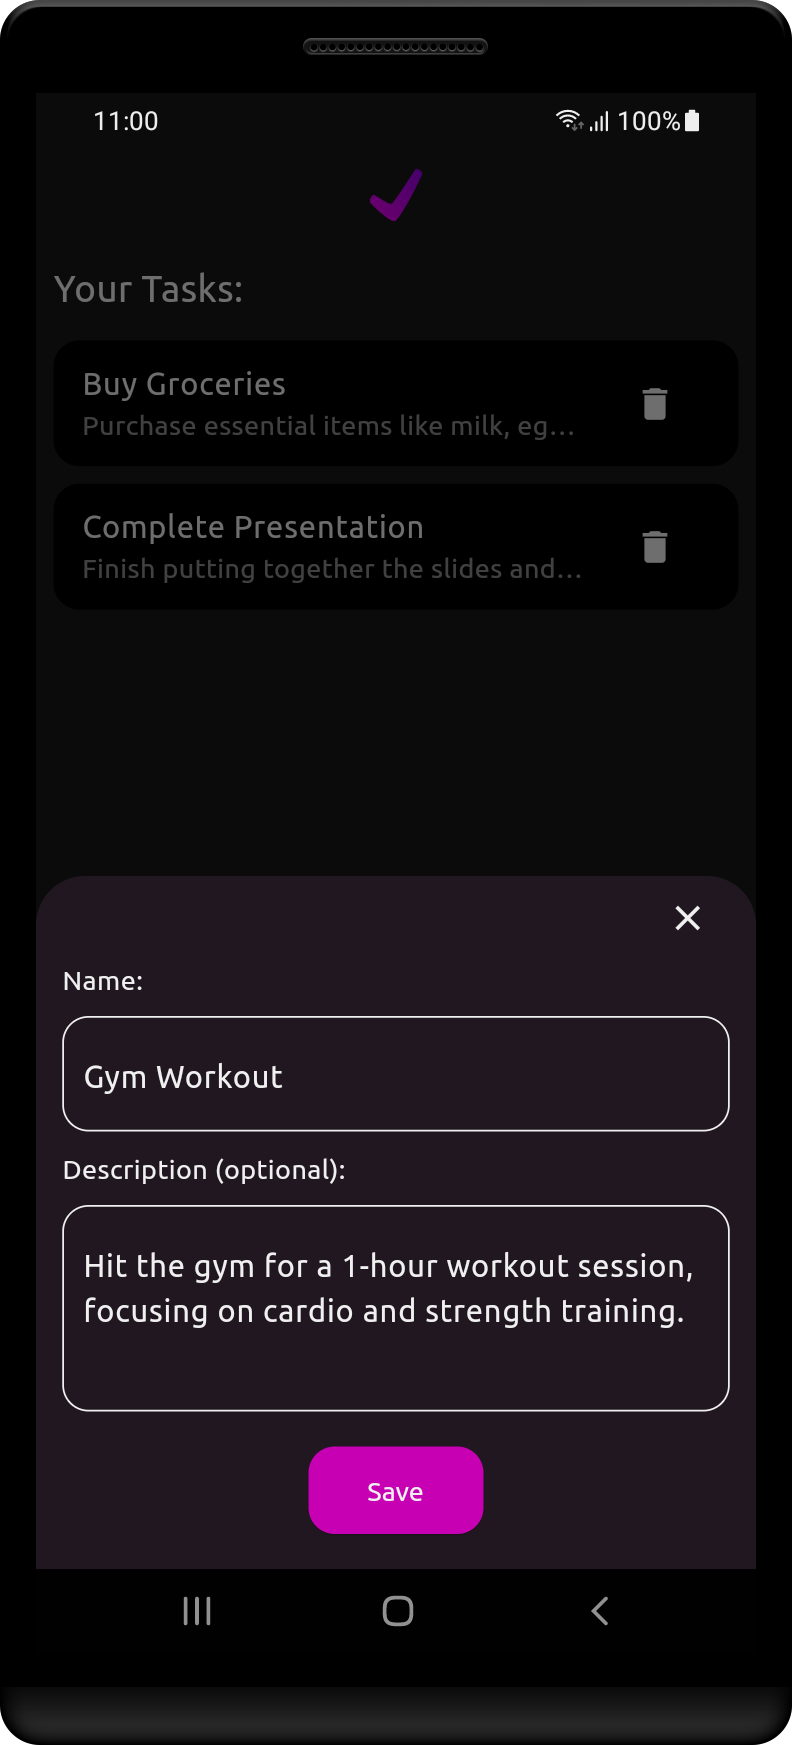 11:00 100%
Your Tasks:
Buy Groceries
Purchase essential items like milk, eg...
Complete Presentation
Finish putting together the slides and...
Name:
Gym Workout
Description (optional):
Hit the gym for a 1-hour workout session,
focusing on cardio and strength training.
Save